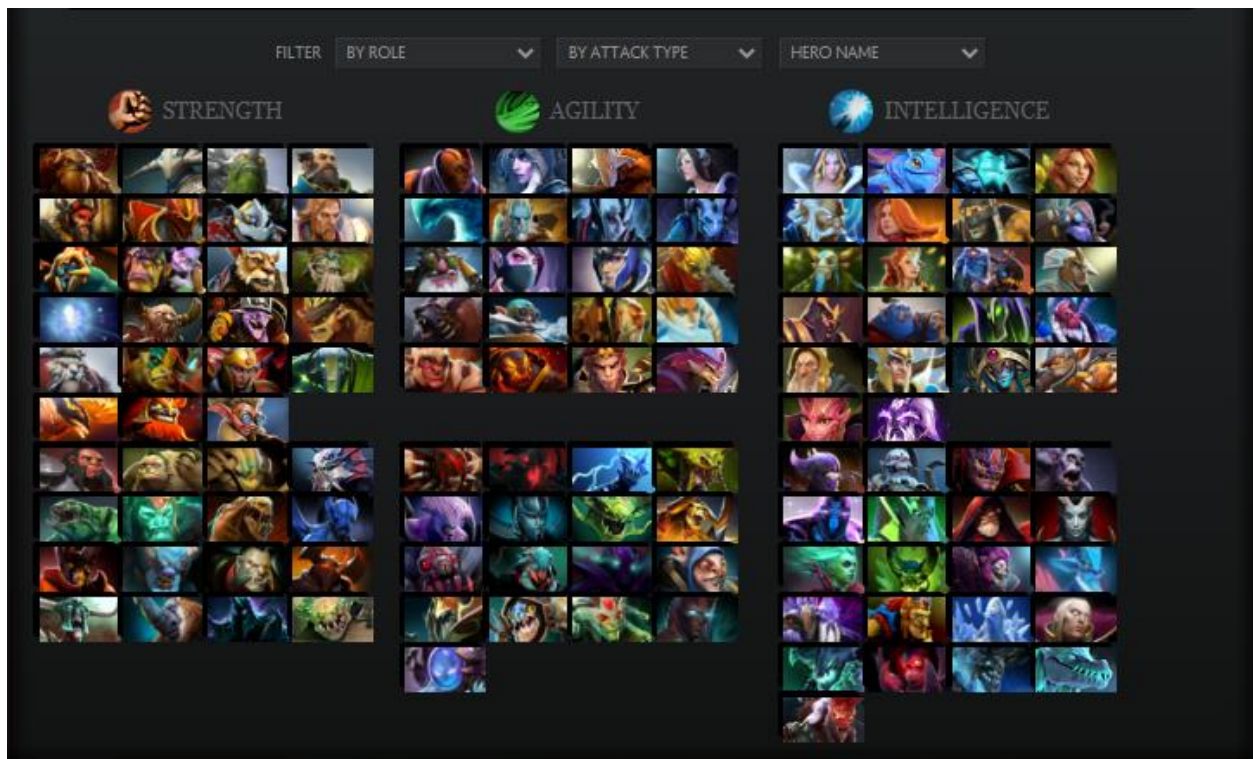 FILTER BY ROLE BY ATTACK TYPE HERO NAME
STRENGTH AGILITY INTELLIGENCE